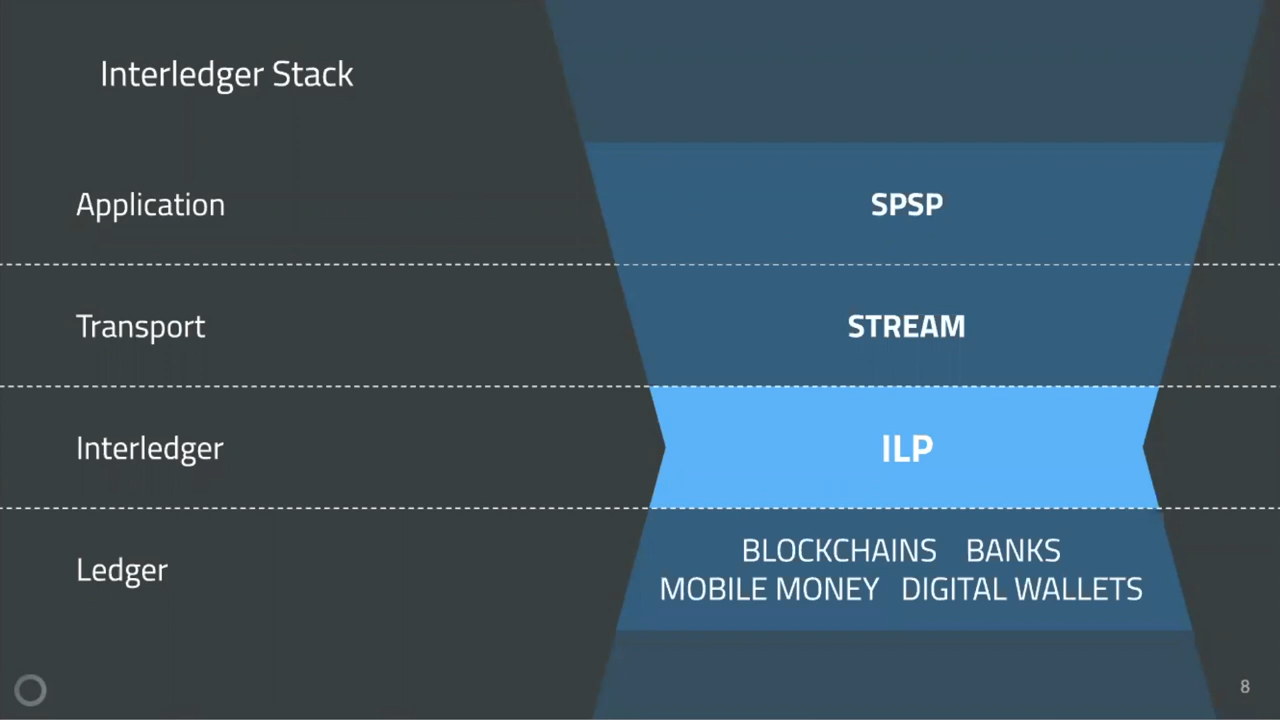 Interledger Stack
Application
SPSP
Transport
STREAM
Interledger
ILP
Ledger
BLOCKCHAINS BANKS
MOBILE MONEY DIGITAL WALLETS
8